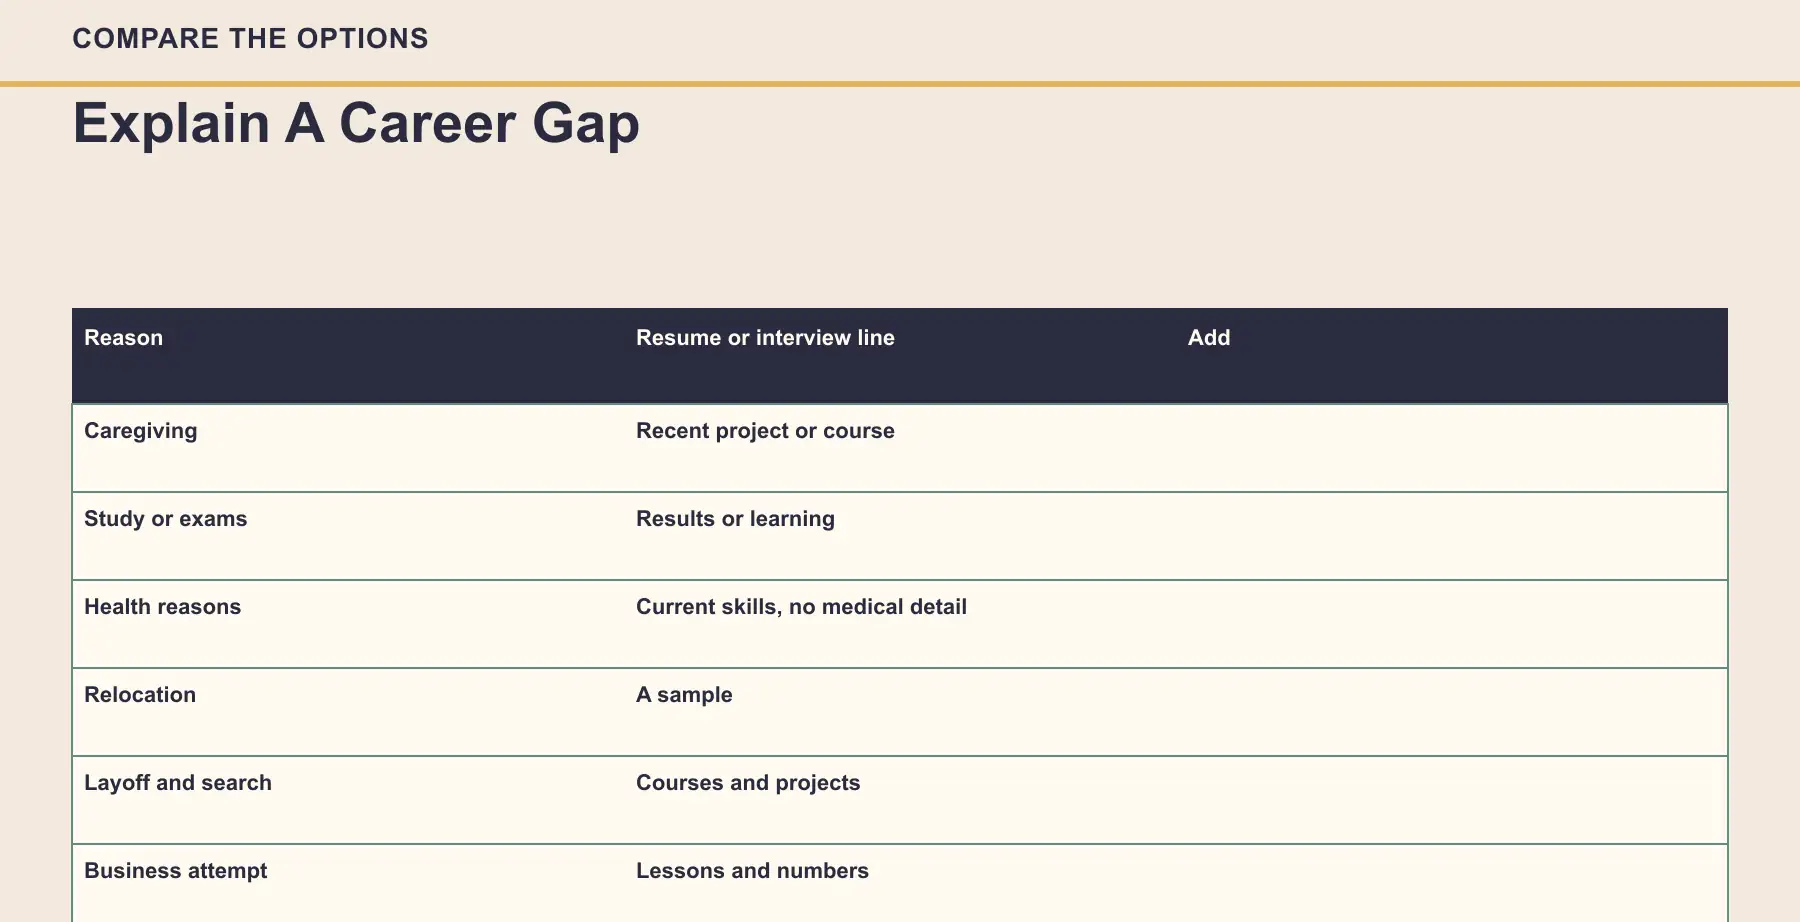 COMPARE THE OPTIONS
Explain A Career Gap
Reason Resume or interview line Add
Caregiving Recent project or course
Study or exams Results or learning
Health reasons Current skills, no medical detail
Relocation A sample
Layoff and search Courses and projects
Business attempt Lessons and numbers